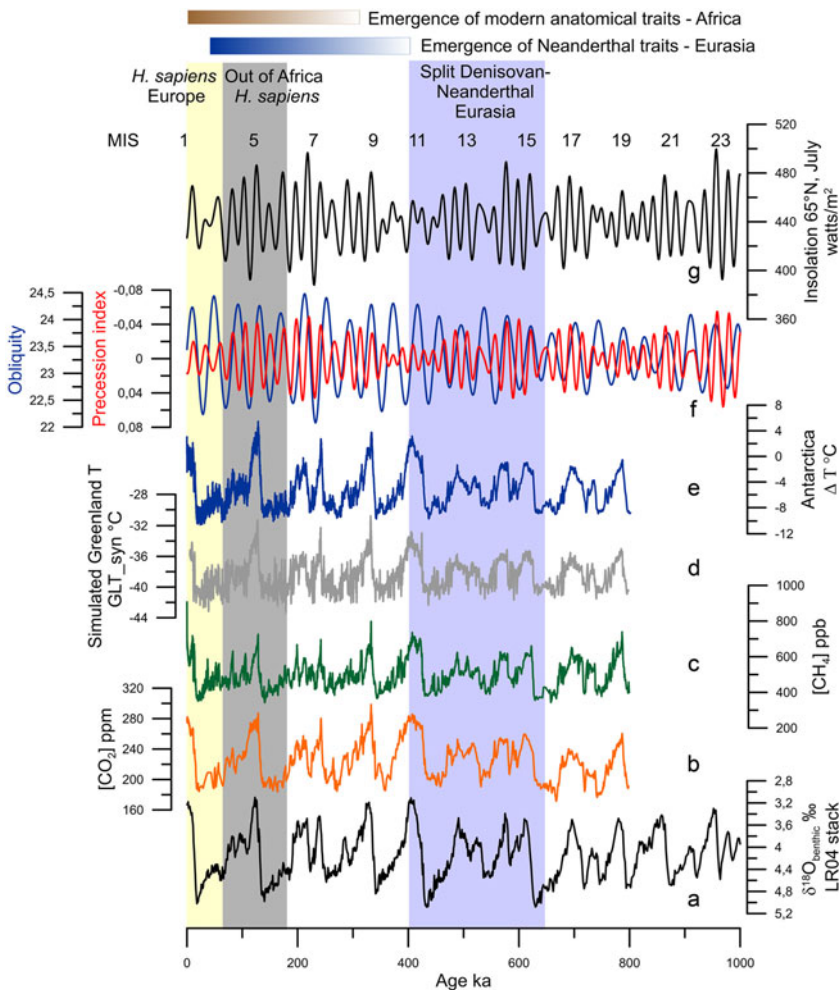 Emergence of modern anatomical traits - Africa
Emergence of Neanderthal traits - Eurasia
H. sapiens
Europe
Out of Africa
H. sapiens
Split Denisovan-
Neanderthal
Eurasia
MIS
1 5 7 9 11 13 15 17 19 21 23
520
480
440
400
360
Insolation 65°N, July
watts/m²
g
24,5
24
23,5
23
22,5
22
Obliquity
-0,08
-0,04
0
0,04
0,08
Precession index
f
8
4
0
-4
-8
-12
Antarctica
Δ T °C
e
-28
-32
-36
-40
-44
Simulated Greenland T
GLT_syn °C
d
1000
800
600
400
200
[CH₄] ppb
c
320
280
240
200
160
[CO₂] ppm
b
2,8
3,2
3,6
4
4,4
4,8
5,2
δ¹⁸O benthic ‰
LR04 stack
a
0 200 400 600 800 1000
Age ka